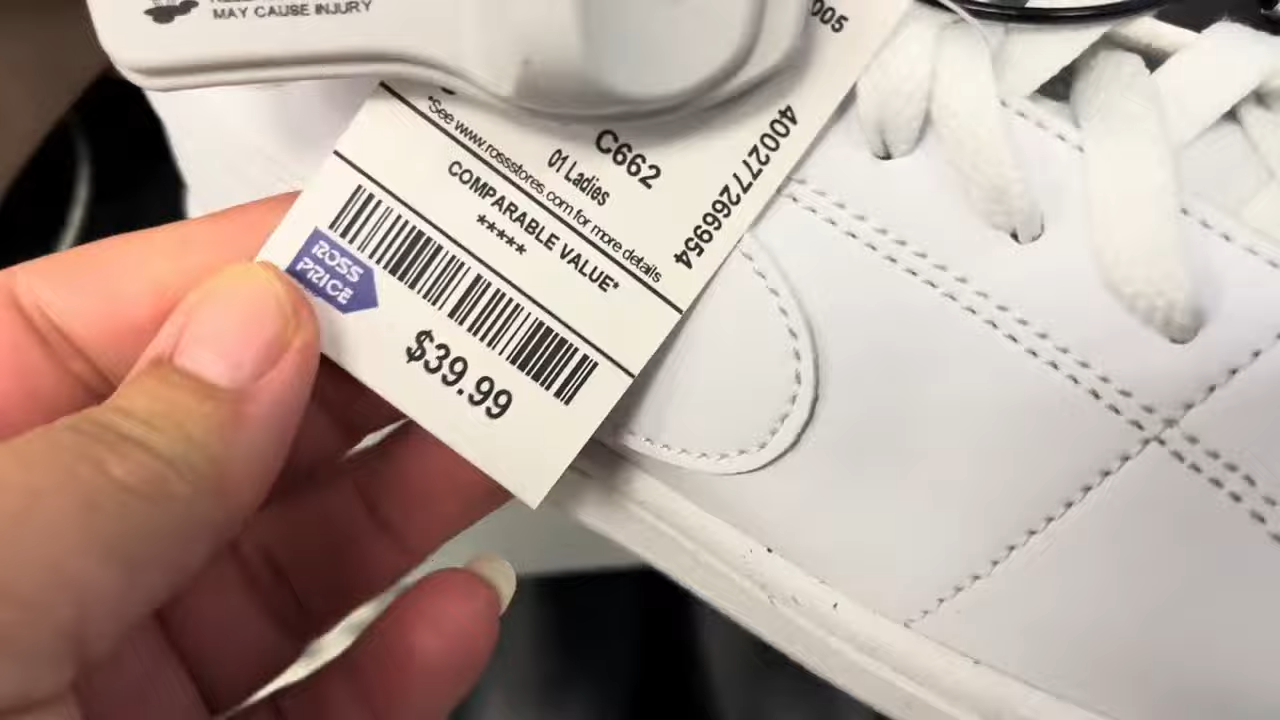 MAY CAUSE INJURY
005
C662
01 Ladies
400277266954
*See www.rossstores.com for more details
COMPARABLE VALUE*
*****
ROSS
PRICE
$39.99